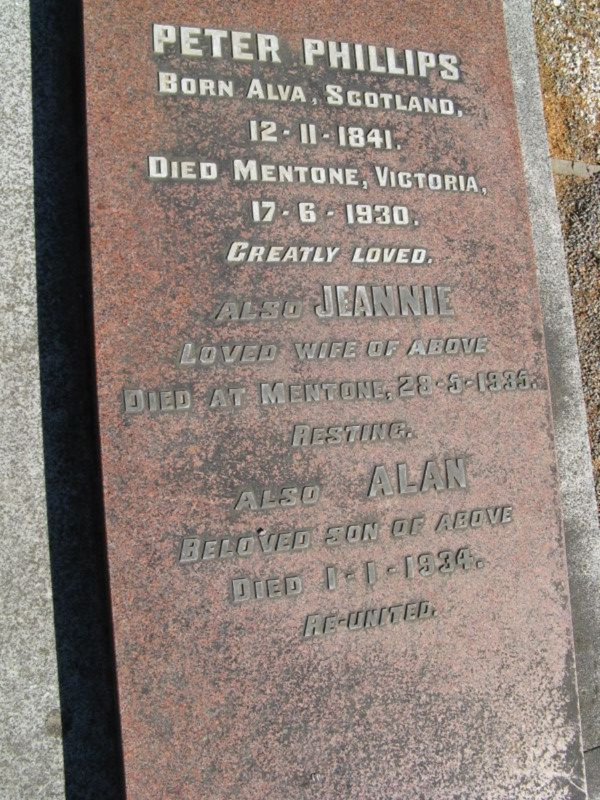 PETER PHILLIPS
BORN ALVA, SCOTLAND,
12-11-1841.
DIED MENTONE, VICTORIA,
17-6-1930.
GREATLY LOVED.
ALSO JEANNIE
LOVED WIFE OF ABOVE
DIED AT MENTONE, 28-5-1935.
RESTING.
ALSO ALAN
BELOVED SON OF ABOVE
DIED 1-1-1934.
RE-UNITED.